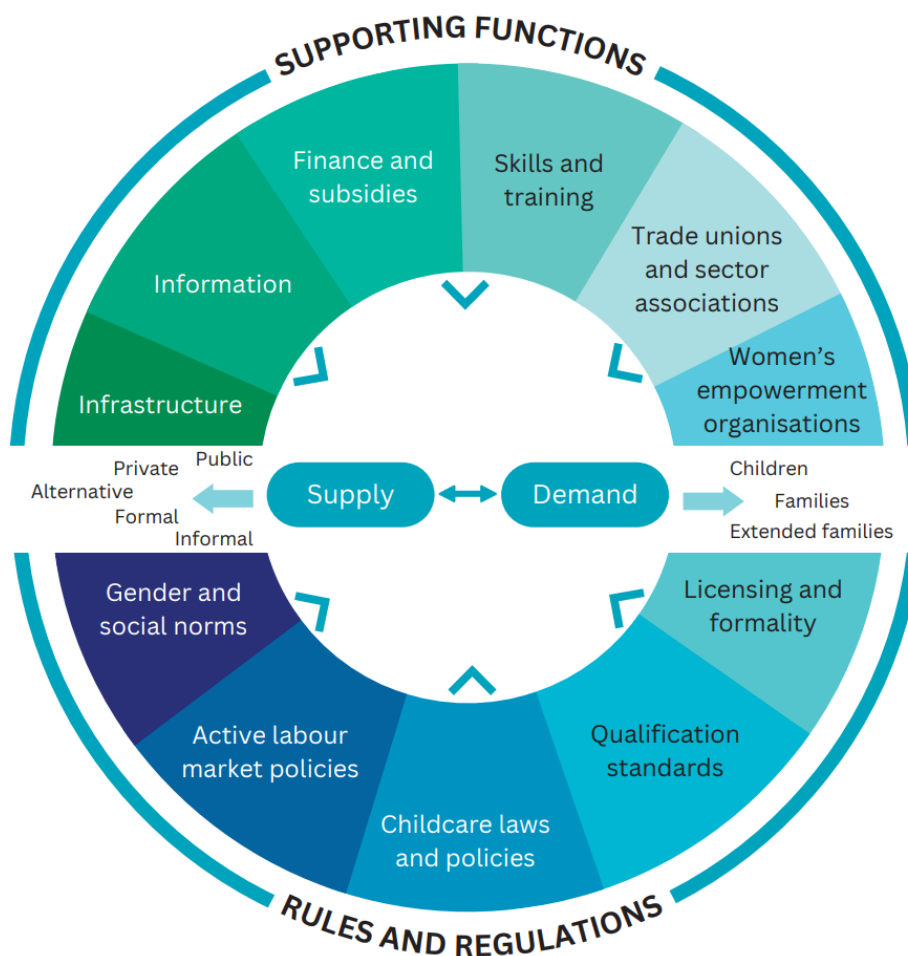 SUPPORTING FUNCTIONS
Finance and
subsidies
Skills and
training
Trade unions
and sector
associations
Information
Women’s
empowerment
organisations
Infrastructure
Public
Private
Alternative
Formal
Informal
Supply
Demand
Children
Families
Extended families
Gender and
social norms
Licensing and
formality
Active labour
market policies
Qualification
standards
Childcare laws
and policies
RULES AND REGULATIONS